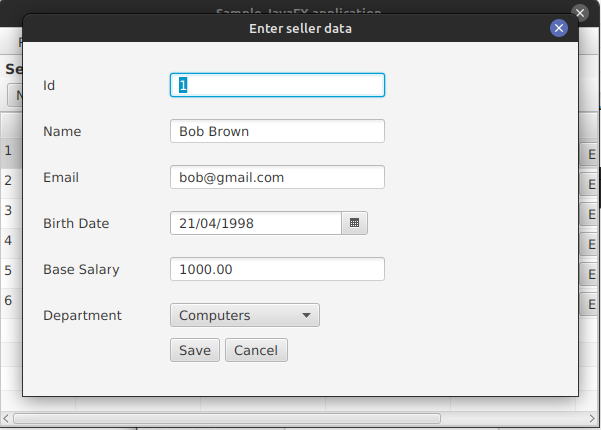 Sample JavaFX application
Enter seller data
Se
N
Id
1
Name
Bob Brown
Email
bob@gmail.com
Birth Date
21/04/1998
Base Salary
1000.00
Department
Computers
Save
Cancel
1
E
2
E
3
E
4
E
5
E
6
E